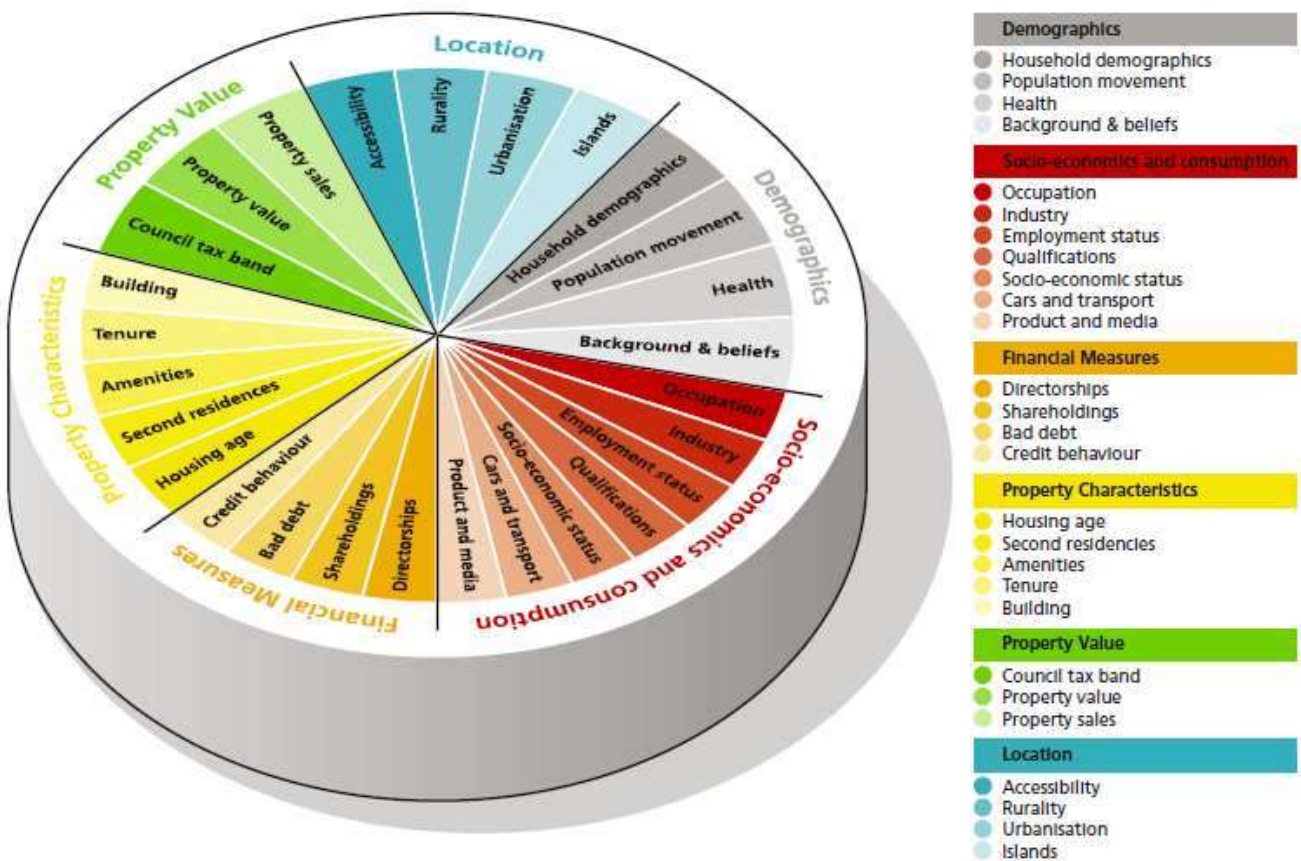 Location
Accessibility
Rurality
Urbanisation
Islands
Demographics
Household demographics
Population movement
Health
Background & beliefs
Socio-economics and consumption
Occupation
Industry
Employment status
Qualifications
Socio-economic status
Cars and transport
Product and media
Financial Measures
Directorships
Shareholdings
Bad debt
Credit behaviour
Property Characteristics
Housing age
Second residences
Amenities
Tenure
Building
Property Value
Council tax band
Property value
Property sales
Demographics
Household demographics
Population movement
Health
Background & beliefs
Socio-economics and consumption
Occupation
Industry
Employment status
Qualifications
Socio-economic status
Cars and transport
Product and media
Financial Measures
Directorships
Shareholdings
Bad debt
Credit behaviour
Property Characteristics
Housing age
Second residencies
Amenities
Tenure
Building
Property Value
Council tax band
Property value
Property sales
Location
Accessibility
Rurality
Urbanisation
Islands